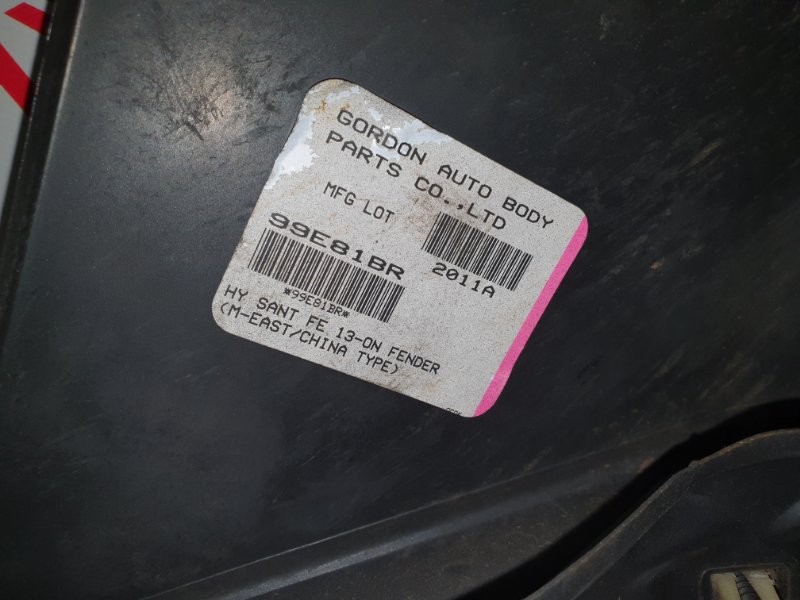 GORDON AUTO BODY
PARTS CO.,LTD
MFG LOT
2011A
99E81BR
*99E81BR*
HY SANT FE 13-ON FENDER
(M-EAST/CHINA TYPE)